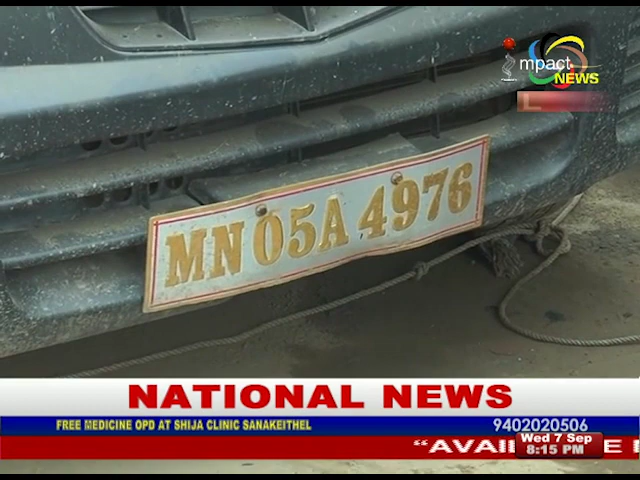 mpact
NEWS
MN 05A 4976
NATIONAL NEWS
FREE MEDICINE OPD AT SHIJA CLINIC SANAKEITHEL
9402020506
Wed 7 Sep
8:15 PM